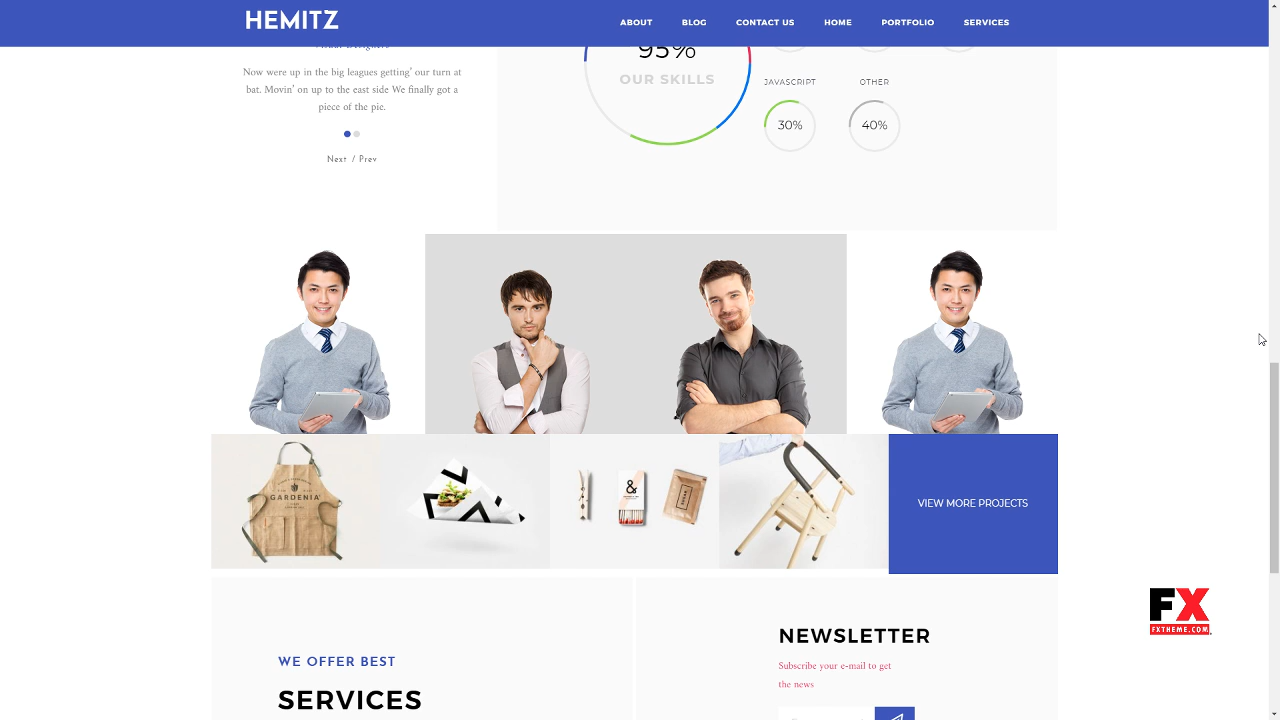 HEMITZ
ABOUT
BLOG
CONTACT US
HOME
PORTFOLIO
SERVICES
Visual Designers
Now were up in the big leagues getting' our turn at
bat. Movin' on up to the east side We finally got a
piece of the pie.
Next / Prev
95%
OUR SKILLS
JAVASCRIPT
30%
OTHER
40%
GARDENIA
&
VIEW MORE PROJECTS
WE OFFER BEST
SERVICES
NEWSLETTER
Subscribe your e-mail to get
the news
FX
FXTHEME.COM